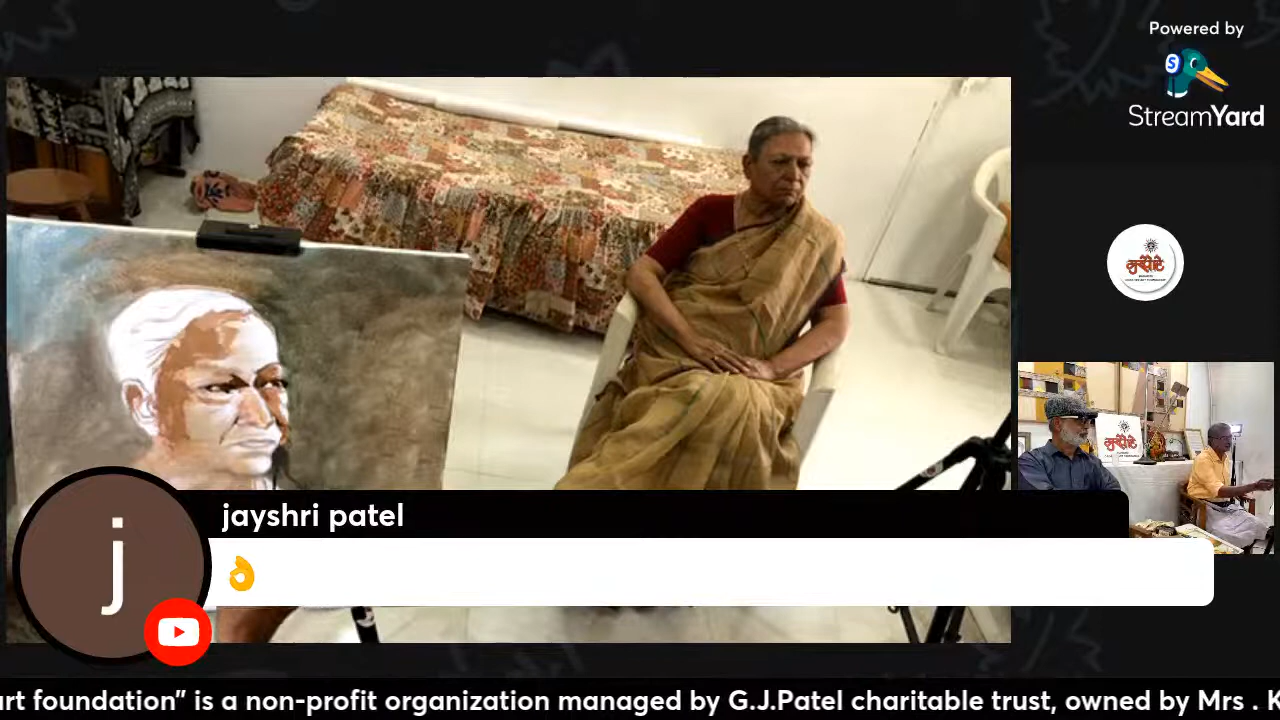 Powered by
S
StreamYard
मुखोटे
मुखोटे
jayshri patel
j
👌
art foundation” is a non-profit organization managed by G.J.Patel charitable trust, owned by Mrs . K